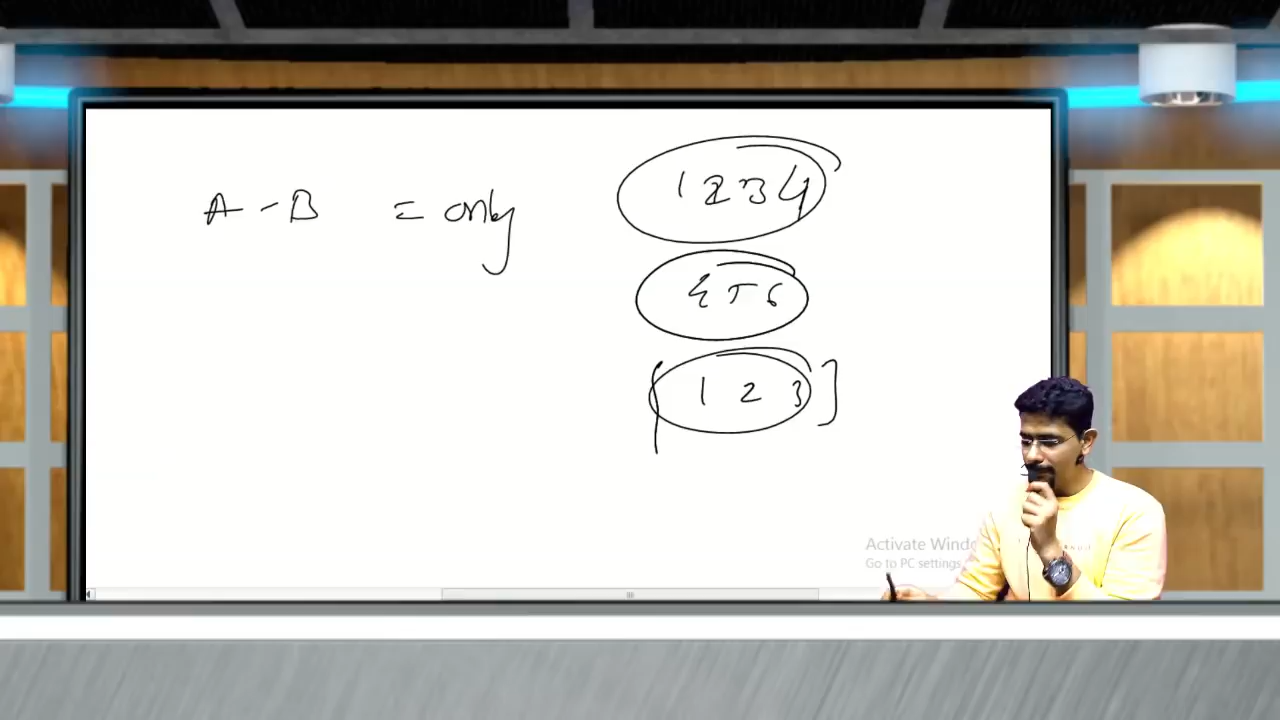 A - B = only
1 2 3 4
4 5 6
[ 1 2 3 ]
Activate Windo
Go to PC settings